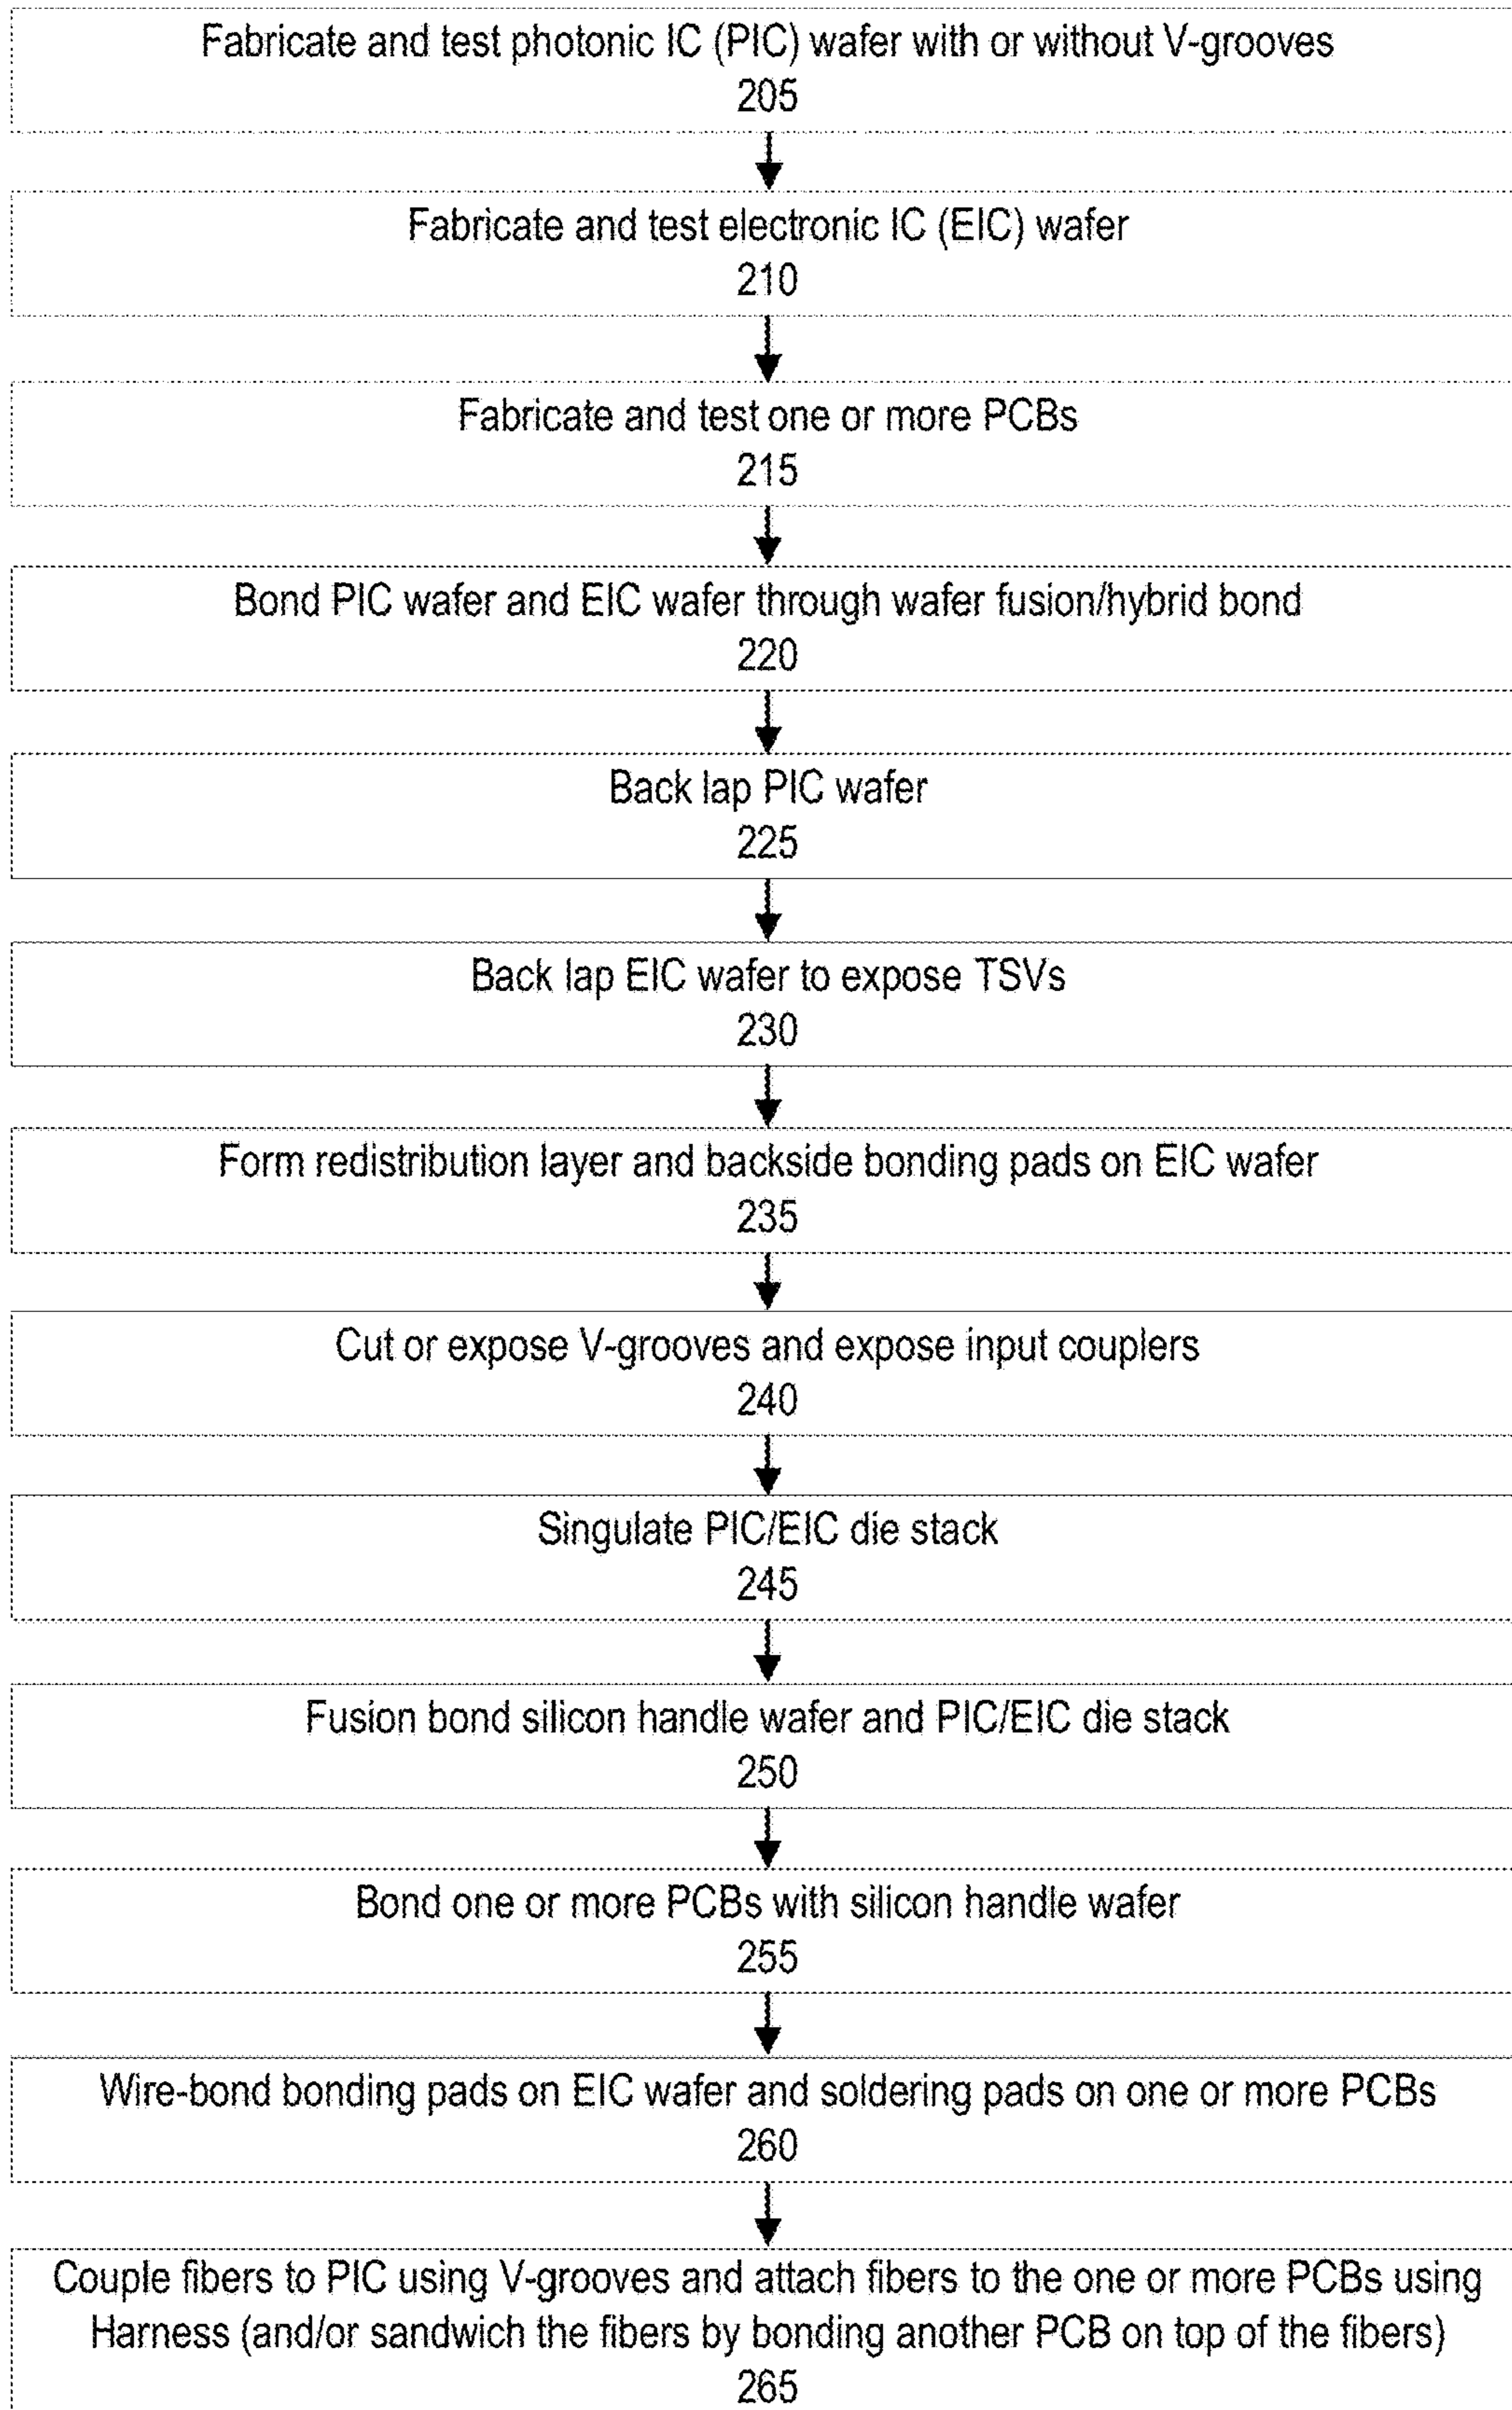 Fabricate and test photonic IC (PIC) wafer with or without V-grooves
205
Fabricate and test electronic IC (EIC) wafer
210
Fabricate and test one or more PCBs
215
Bond PIC wafer and EIC wafer through wafer fusion/hybrid bond
220
Back lap PIC wafer
225
Back lap EIC wafer to expose TSVs
230
Form redistribution layer and backside bonding pads on EIC wafer
235
Cut or expose V-grooves and expose input couplers
240
Singulate PIC/EIC die stack
245
Fusion bond silicon handle wafer and PIC/EIC die stack
250
Bond one or more PCBs with silicon handle wafer
255
Wire-bond bonding pads on EIC wafer and soldering pads on one or more PCBs
260
Couple fibers to PIC using V-grooves and attach fibers to the one or more PCBs using
Harness (and/or sandwich the fibers by bonding another PCB on top of the fibers)
265